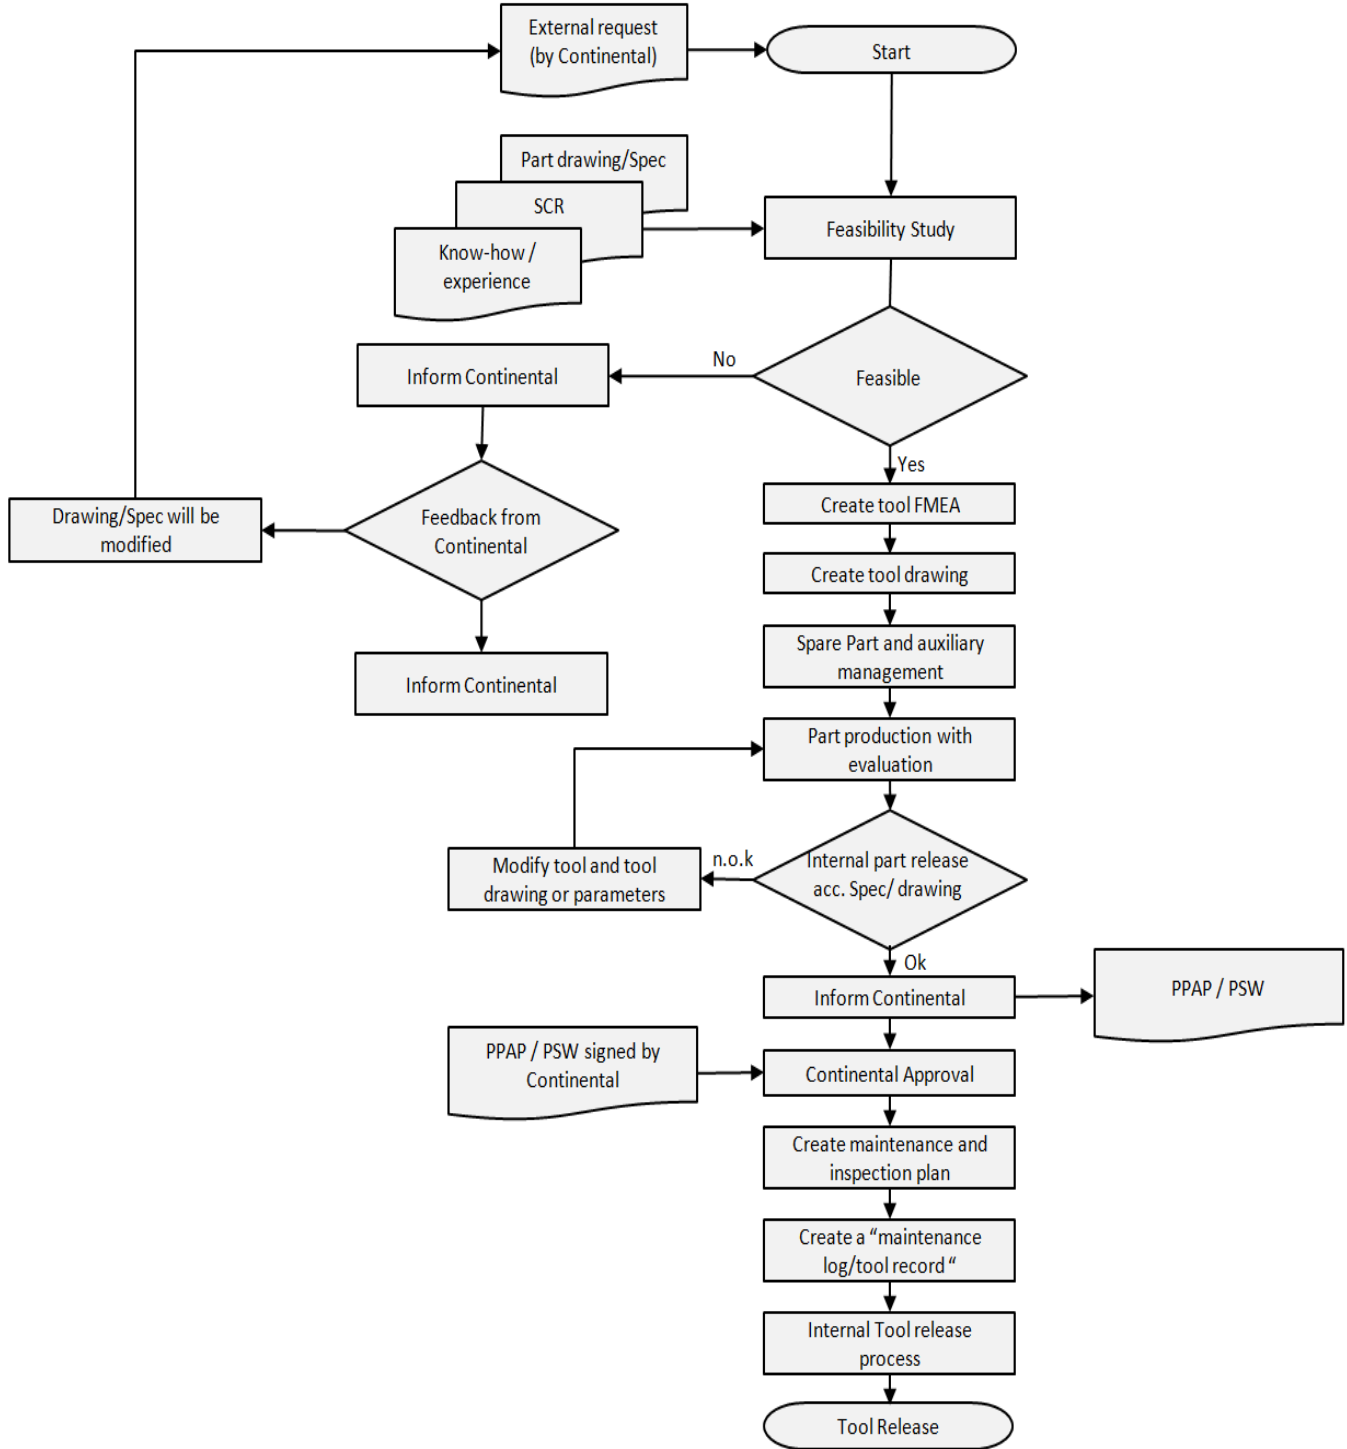 External request
(by Continental)
Start
Part drawing/Spec
SCR
Know-how /
experience
Feasibility Study
No
Inform Continental
Feasible
Yes
Drawing/Spec will be
modified
Feedback from
Continental
Create tool FMEA
Create tool drawing
Inform Continental
Spare Part and auxiliary
management
Part production with
evaluation
Modify tool and tool
drawing or parameters
n.o.k
Internal part release
acc. Spec/ drawing
Ok
Inform Continental
PPAP / PSW
PPAP / PSW signed by
Continental
Continental Approval
Create maintenance and
inspection plan
Create a “maintenance
log/tool record “
Internal Tool release
process
Tool Release